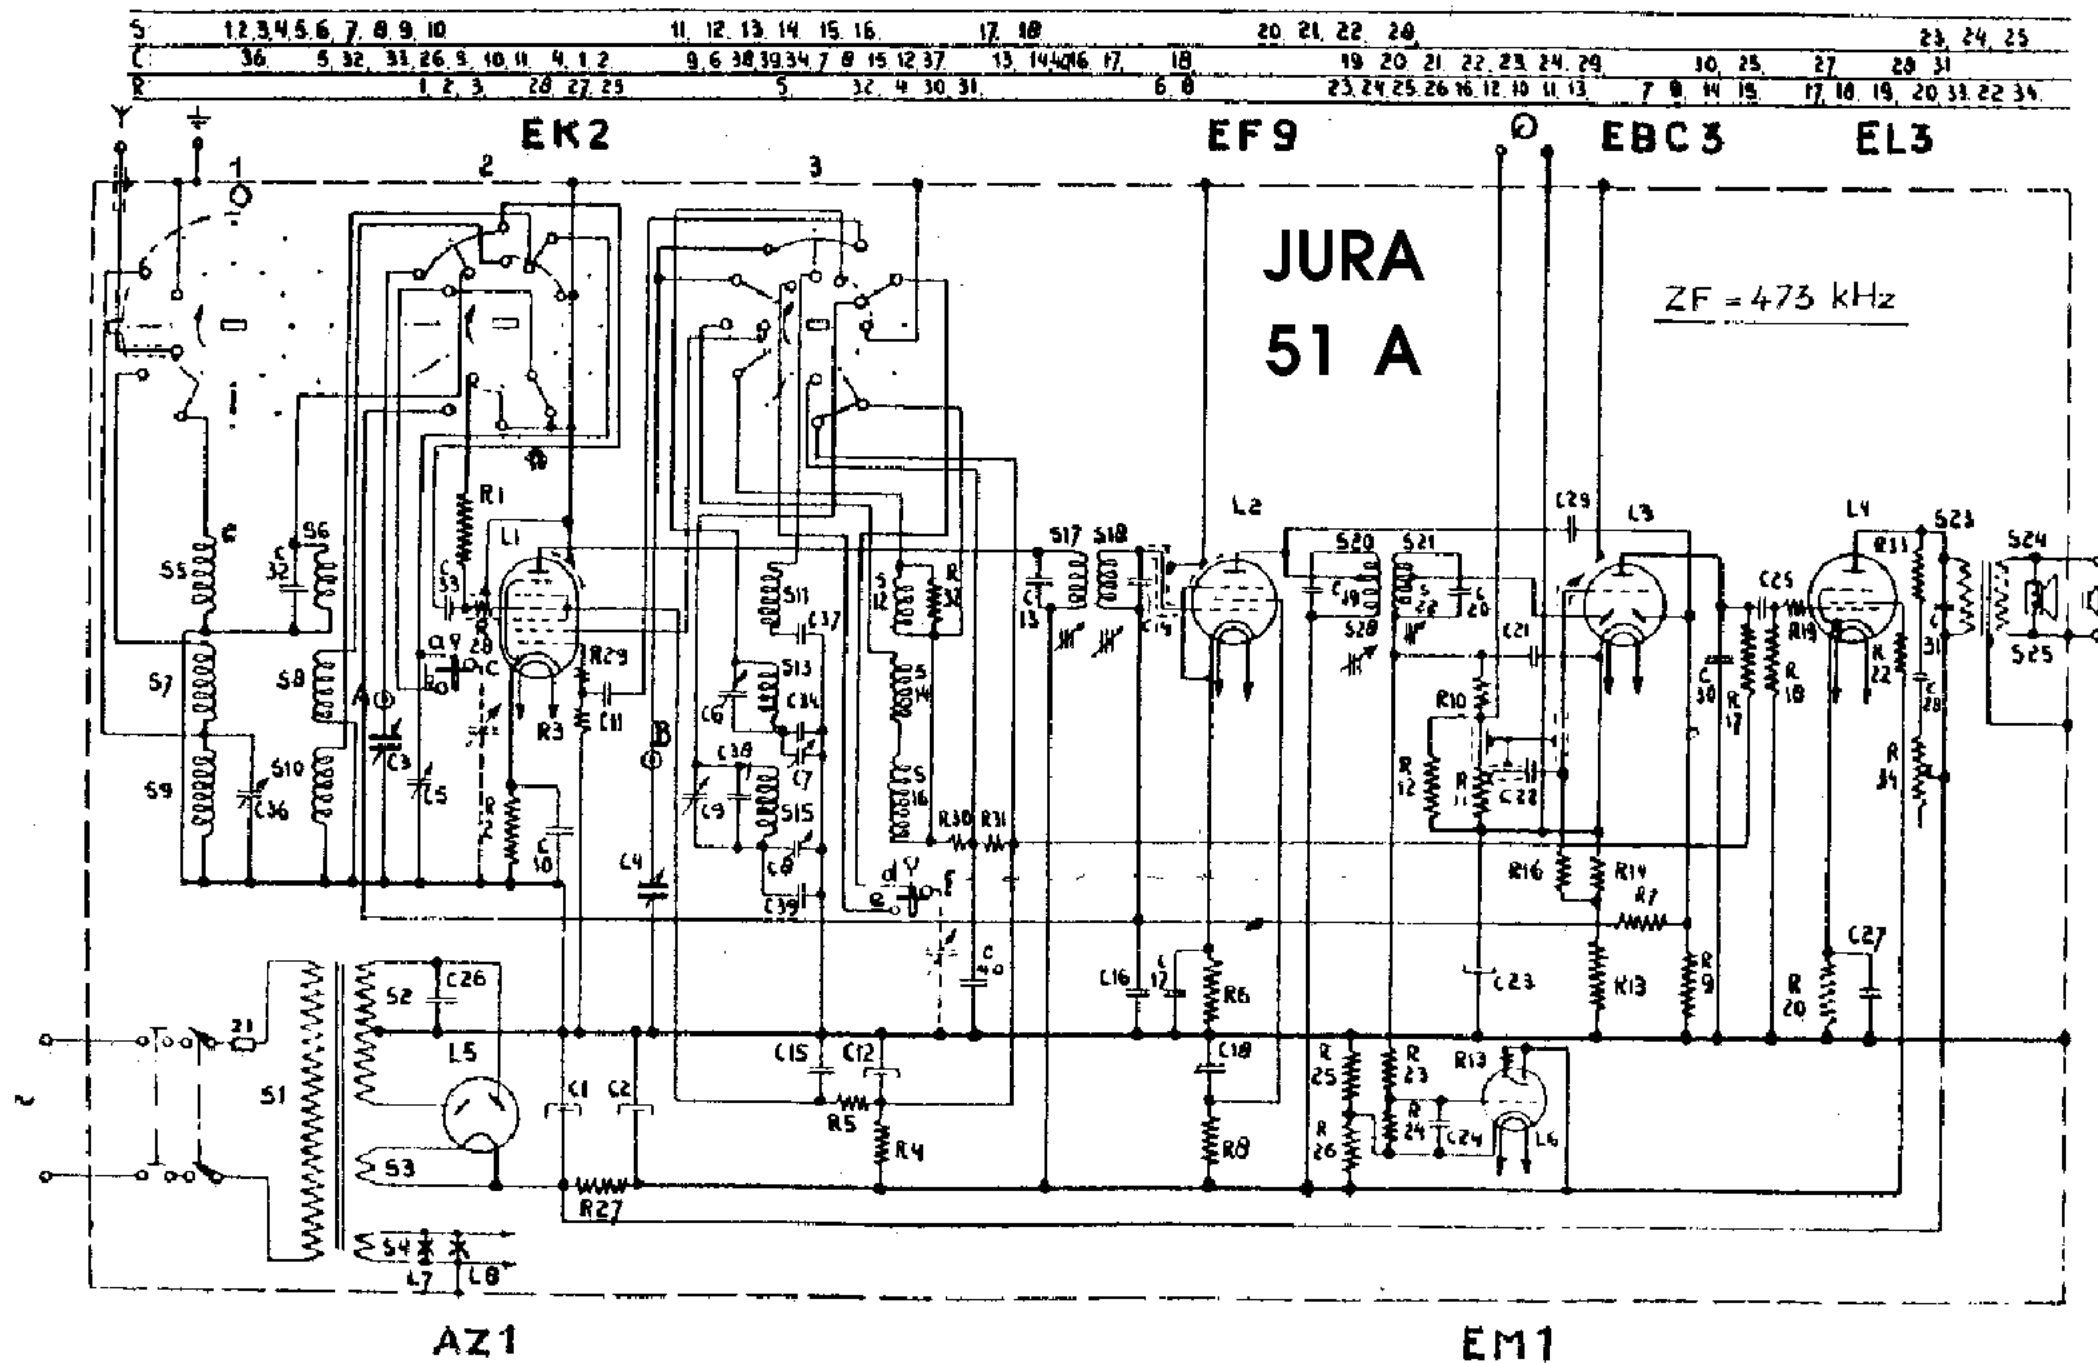 S 1.2.3.4.5.6. 7. 8. 9. 10 11. 12. 13. 14. 15. 16. 17. 18 20. 21. 22 28. 23. 24. 25
C 36. 5. 32. 33. 26. 3. 10. 11. 4. 1. 2. 9. 6 38.39.34 7 8 15. 12 37. 13. 14. 16. 17. 18 19. 20. 21. 22. 23. 24. 29 30. 25. 27 28 31
R 1. 2. 3. 28. 27. 29 5 32. 4 30. 31. 6 8 23. 24. 25. 26 16. 12. 10 11. 13 7 9. 14 15. 17. 18. 19. 20 33. 22 34.
EK2 EF9 EBC3 EL3
1 2 3
JURA
51 A
ZF = 473 kHz
R1 L1 L2 C29 L3 L4 S23
S5 C32 S6 C33 S11 S12 R32 S17 S18 S20 S21 R33 S24
28 C37 C13 C14 C19 S22 C20 C25 R19
S28 C21 R22 C31 S25
S7 S8 A a c R29 S13 S14 R10 C30 R17 R18 C28
R3 C11 C6 C34
C3 B C38 C7
S9 S10 C36 C5 C9 S15 S16 R12 R11 C22 R34
C10 C4 C8 R30 R31
C39 d e f R16 R14 R7
C26 S2 C40 C16 C17 R6 C23 R13 R9 R20 C27
21 L5 C15 C12 C18 R25 R23 R13
S1 C1 C2 R5 R26 R24 C24 L6
S3 R4 R8
R27
S4 L7 L8
AZ1 EM1